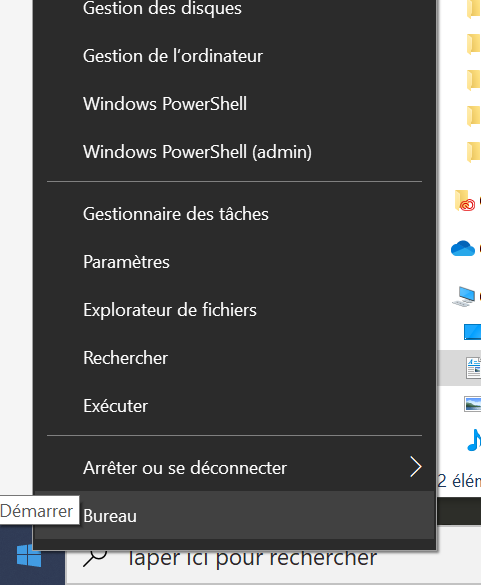 Gestion des disques
Gestion de l'ordinateur
Windows PowerShell
Windows PowerShell (admin)
Gestionnaire des tâches
Paramètres
Explorateur de fichiers
Rechercher
Exécuter
Arrêter ou se déconnecter
2 élém
Démarrer
Bureau
Taper ici pour rechercher